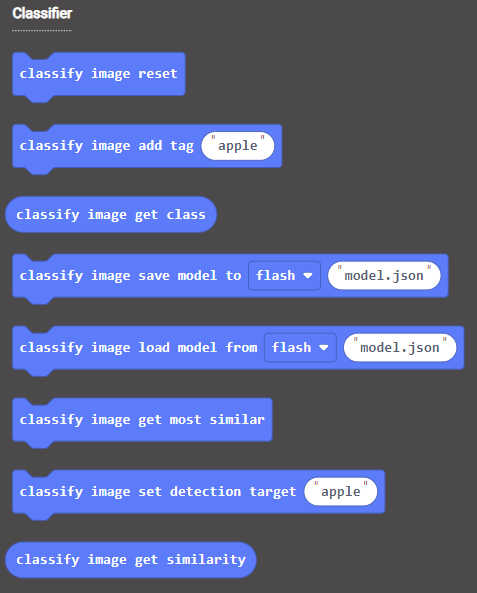 Classifier
classify image reset
classify image add tag "apple"
classify image get class
classify image save model to flash "model.json"
classify image load model from flash "model.json"
classify image get most similar
classify image set detection target "apple"
classify image get similarity